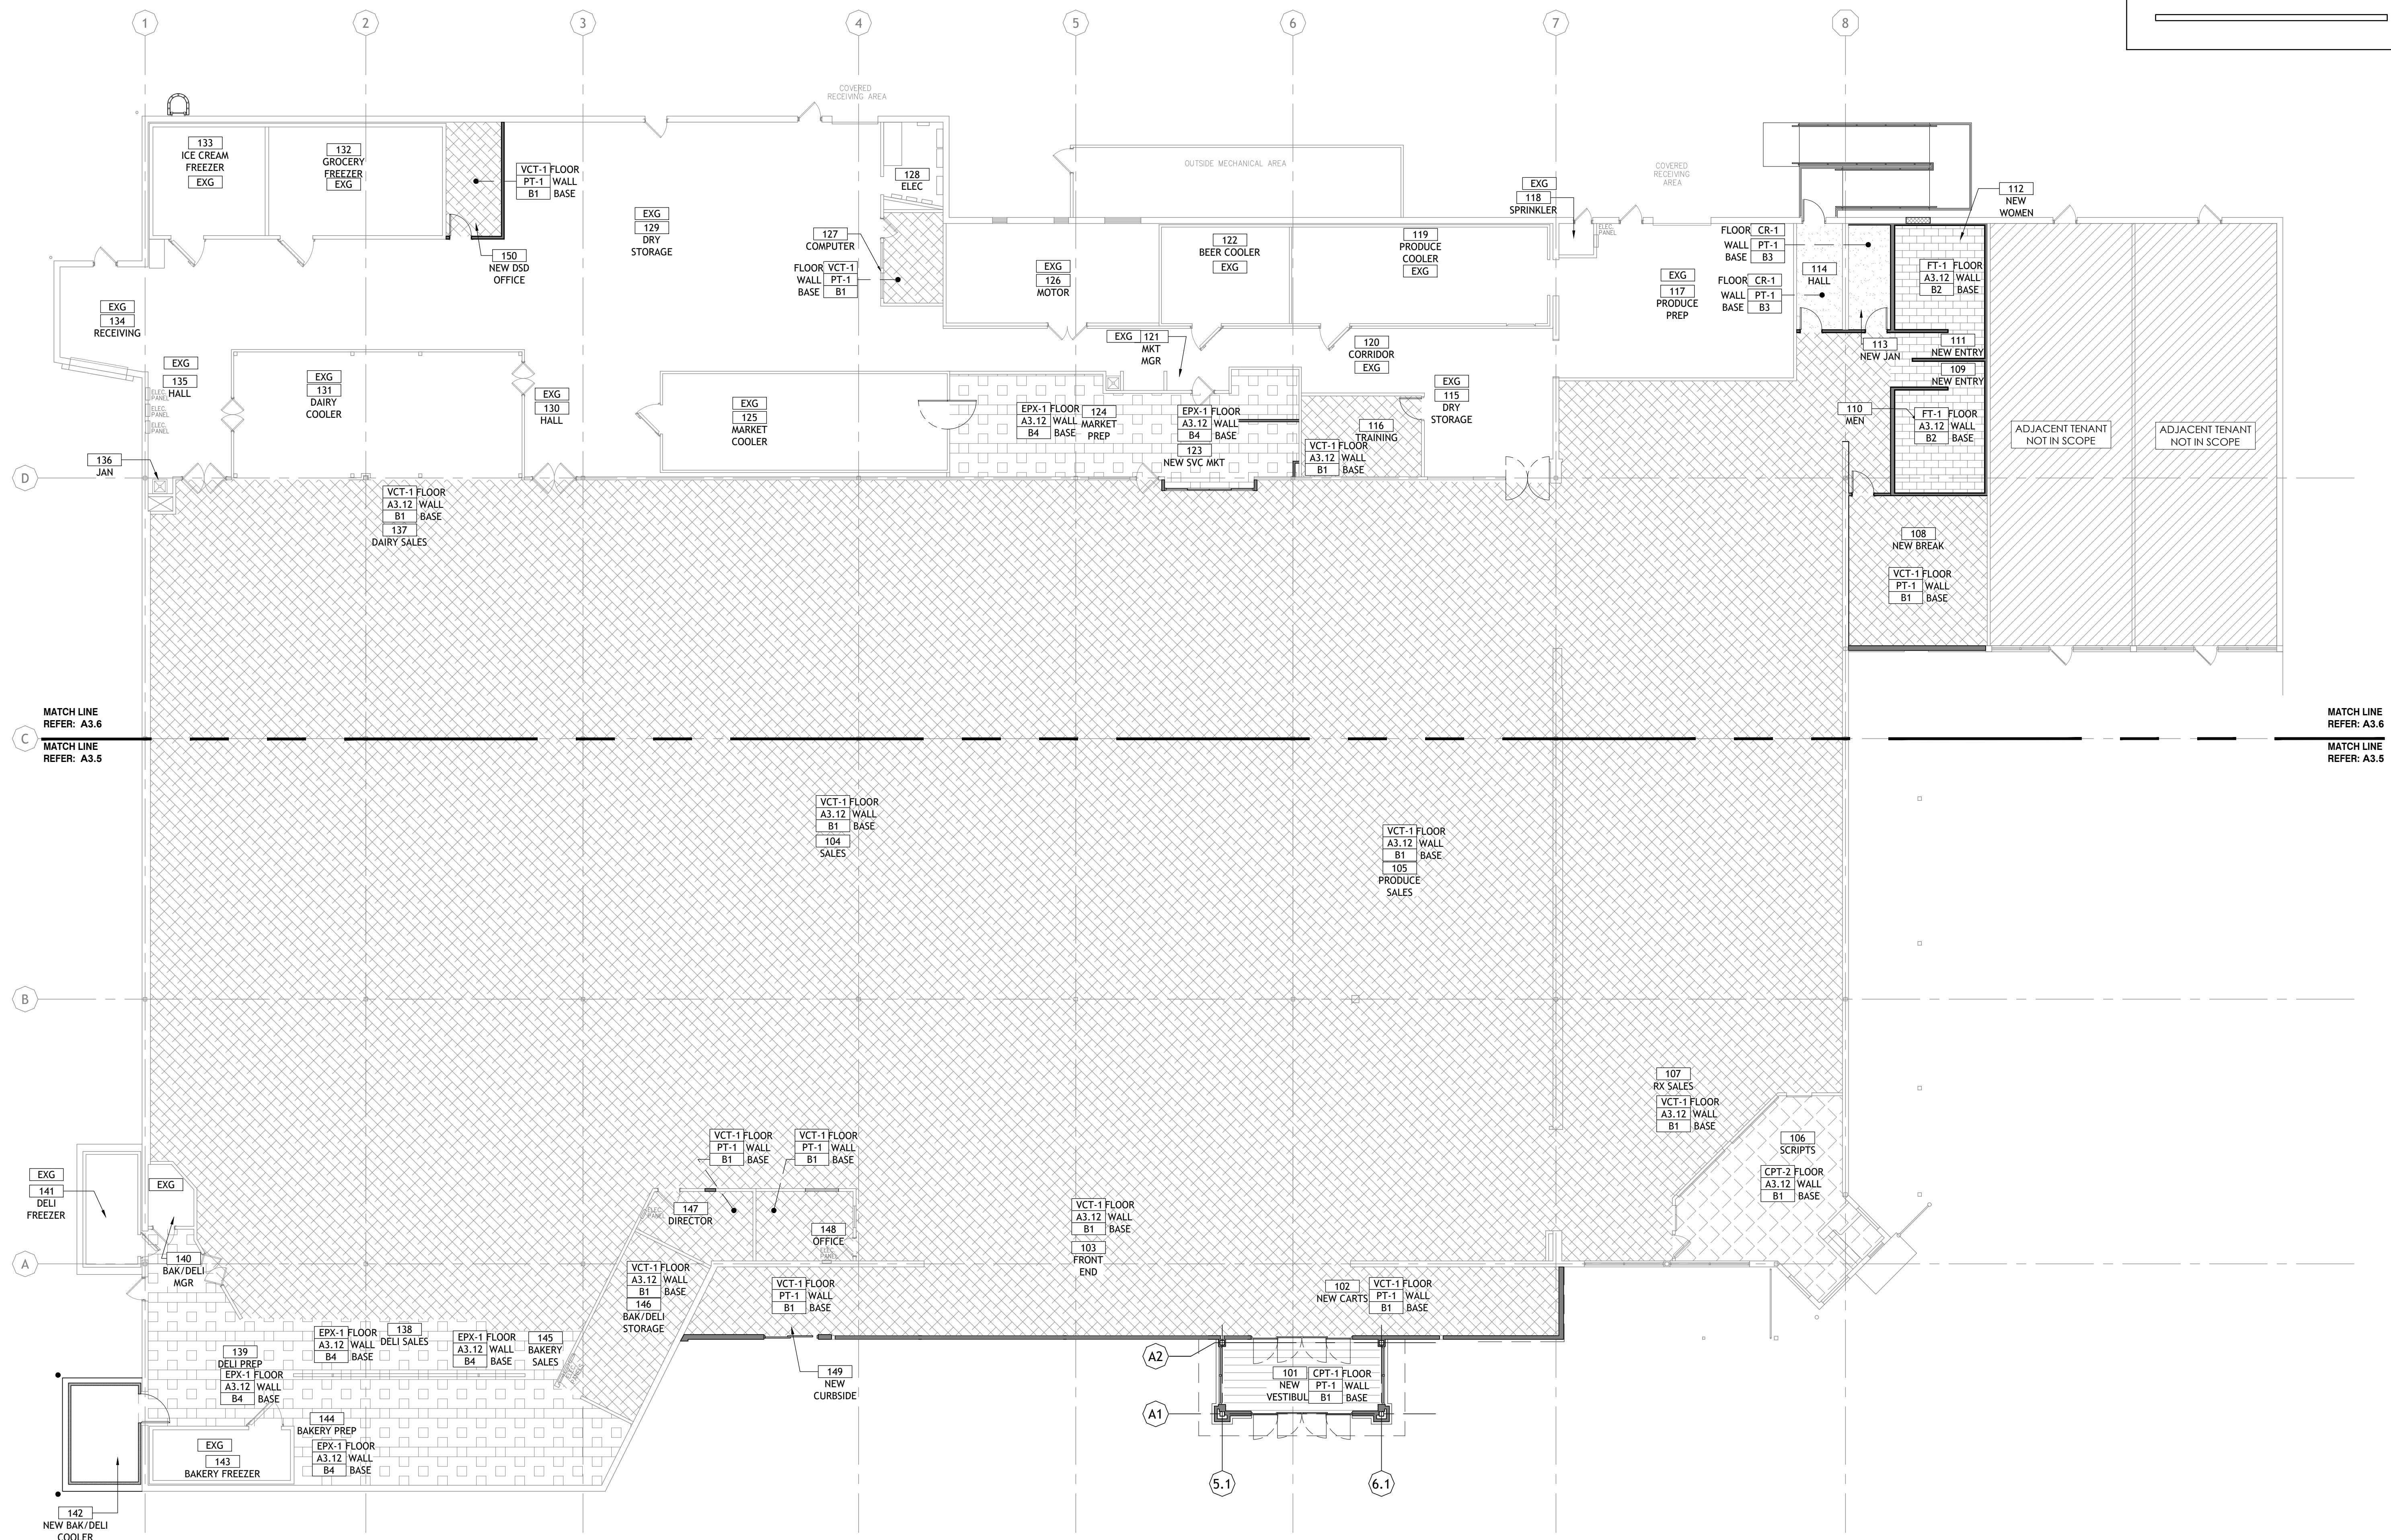 1
2
3
4
5
6
7
8
COVERED
RECEIVING AREA
133
ICE CREAM
FREEZER
EXG
132
GROCERY
FREEZER
EXG
VCT-1 FLOOR
PT-1 WALL
B1 BASE
150
NEW DSD
OFFICE
EXG
129
DRY
STORAGE
128
ELEC
127
COMPUTER
FLOOR VCT-1
WALL PT-1
BASE B1
OUTSIDE MECHANICAL AREA
EXG
126
MOTOR
122
BEER COOLER
EXG
119
PRODUCE
COOLER
EXG
EXG
118
SPRINKLER
ELEC.
PANEL
COVERED
RECEIVING
AREA
EXG
117
PRODUCE
PREP
FLOOR CR-1
WALL PT-1
BASE B3
FLOOR CR-1
WALL PT-1
BASE B3
114
HALL
112
NEW
WOMEN
FT-1 FLOOR
A3.12 WALL
B2 BASE
113
NEW JAN
111
NEW ENTRY
109
NEW ENTRY
110
MEN
FT-1 FLOOR
A3.12 WALL
B2 BASE
ADJACENT TENANT
NOT IN SCOPE
ADJACENT TENANT
NOT IN SCOPE
EXG
134
RECEIVING
EXG
135
HALL
ELEC.
PANEL
ELEC.
PANEL
ELEC.
PANEL
EXG
131
DAIRY
COOLER
EXG
130
HALL
EXG
125
MARKET
COOLER
EXG 121
MKT
MGR
120
CORRIDOR
EXG
EXG
115
DRY
STORAGE
EPX-1 FLOOR
A3.12 WALL
B4 BASE
124
MARKET
PREP
EPX-1 FLOOR
A3.12 WALL
B4 BASE
123
NEW SVC MKT
116
TRAINING
VCT-1 FLOOR
A3.12 WALL
B1 BASE
136
JAN
D
VCT-1 FLOOR
A3.12 WALL
B1 BASE
137
DAIRY SALES
108
NEW BREAK
VCT-1 FLOOR
PT-1 WALL
B1 BASE
MATCH LINE
REFER: A3.6
MATCH LINE
REFER: A3.6
C
MATCH LINE
REFER: A3.5
MATCH LINE
REFER: A3.5
VCT-1 FLOOR
A3.12 WALL
B1 BASE
104
SALES
VCT-1 FLOOR
A3.12 WALL
B1 BASE
105
PRODUCE
SALES
B
107
RX SALES
VCT-1 FLOOR
A3.12 WALL
B1 BASE
106
SCRIPTS
CPT-2 FLOOR
A3.12 WALL
B1 BASE
VCT-1 FLOOR
PT-1 WALL
B1 BASE
VCT-1 FLOOR
PT-1 WALL
B1 BASE
EXG
141
DELI
FREEZER
EXG
140
BAK/DELI
MGR
ELEC.
PANEL
147
DIRECTOR
148
OFFICE
ELEC.
PANEL
VCT-1 FLOOR
A3.12 WALL
B1 BASE
103
FRONT
END
A
VCT-1 FLOOR
A3.12 WALL
B1 BASE
146
BAK/DELI
STORAGE
VCT-1 FLOOR
PT-1 WALL
B1 BASE
102
NEW CARTS
VCT-1 FLOOR
PT-1 WALL
B1 BASE
139
DELI PREP
EPX-1 FLOOR
A3.12 WALL
B4 BASE
EPX-1 FLOOR
A3.12 WALL
B4 BASE
138
DELI SALES
EPX-1 FLOOR
A3.12 WALL
B4 BASE
145
BAKERY
SALES
ELEC.
PANEL
149
NEW
CURBSIDE
A2
101
NEW
VESTIBUL
CPT-1 FLOOR
PT-1 WALL
B1 BASE
A1
144
BAKERY PREP
EPX-1 FLOOR
A3.12 WALL
B4 BASE
EXG
143
BAKERY FREEZER
5.1
6.1
142
NEW BAK/DELI
COOLER